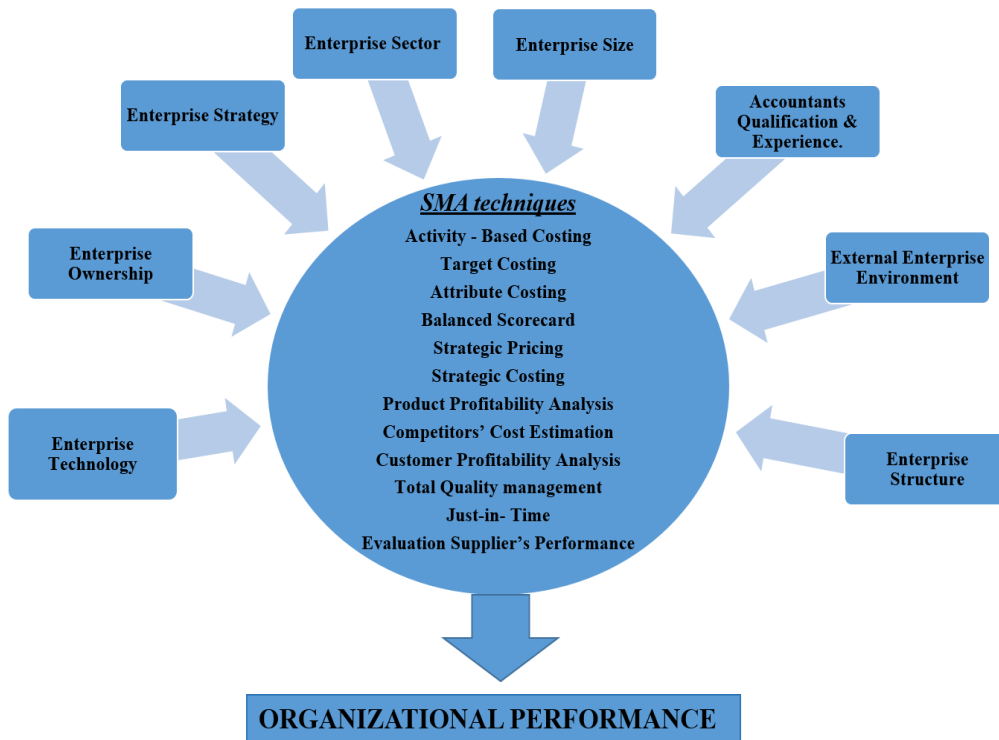 Enterprise Sector
Enterprise Size
Enterprise Strategy
Accountants
Qualification &
Experience.
Enterprise
Ownership
External Enterprise
Environment
Enterprise
Technology
Enterprise
Structure
SMA techniques
Activity - Based Costing
Target Costing
Attribute Costing
Balanced Scorecard
Strategic Pricing
Strategic Costing
Product Profitability Analysis
Competitors’ Cost Estimation
Customer Profitability Analysis
Total Quality management
Just-in- Time
Evaluation Supplier’s Performance
ORGANIZATIONAL PERFORMANCE